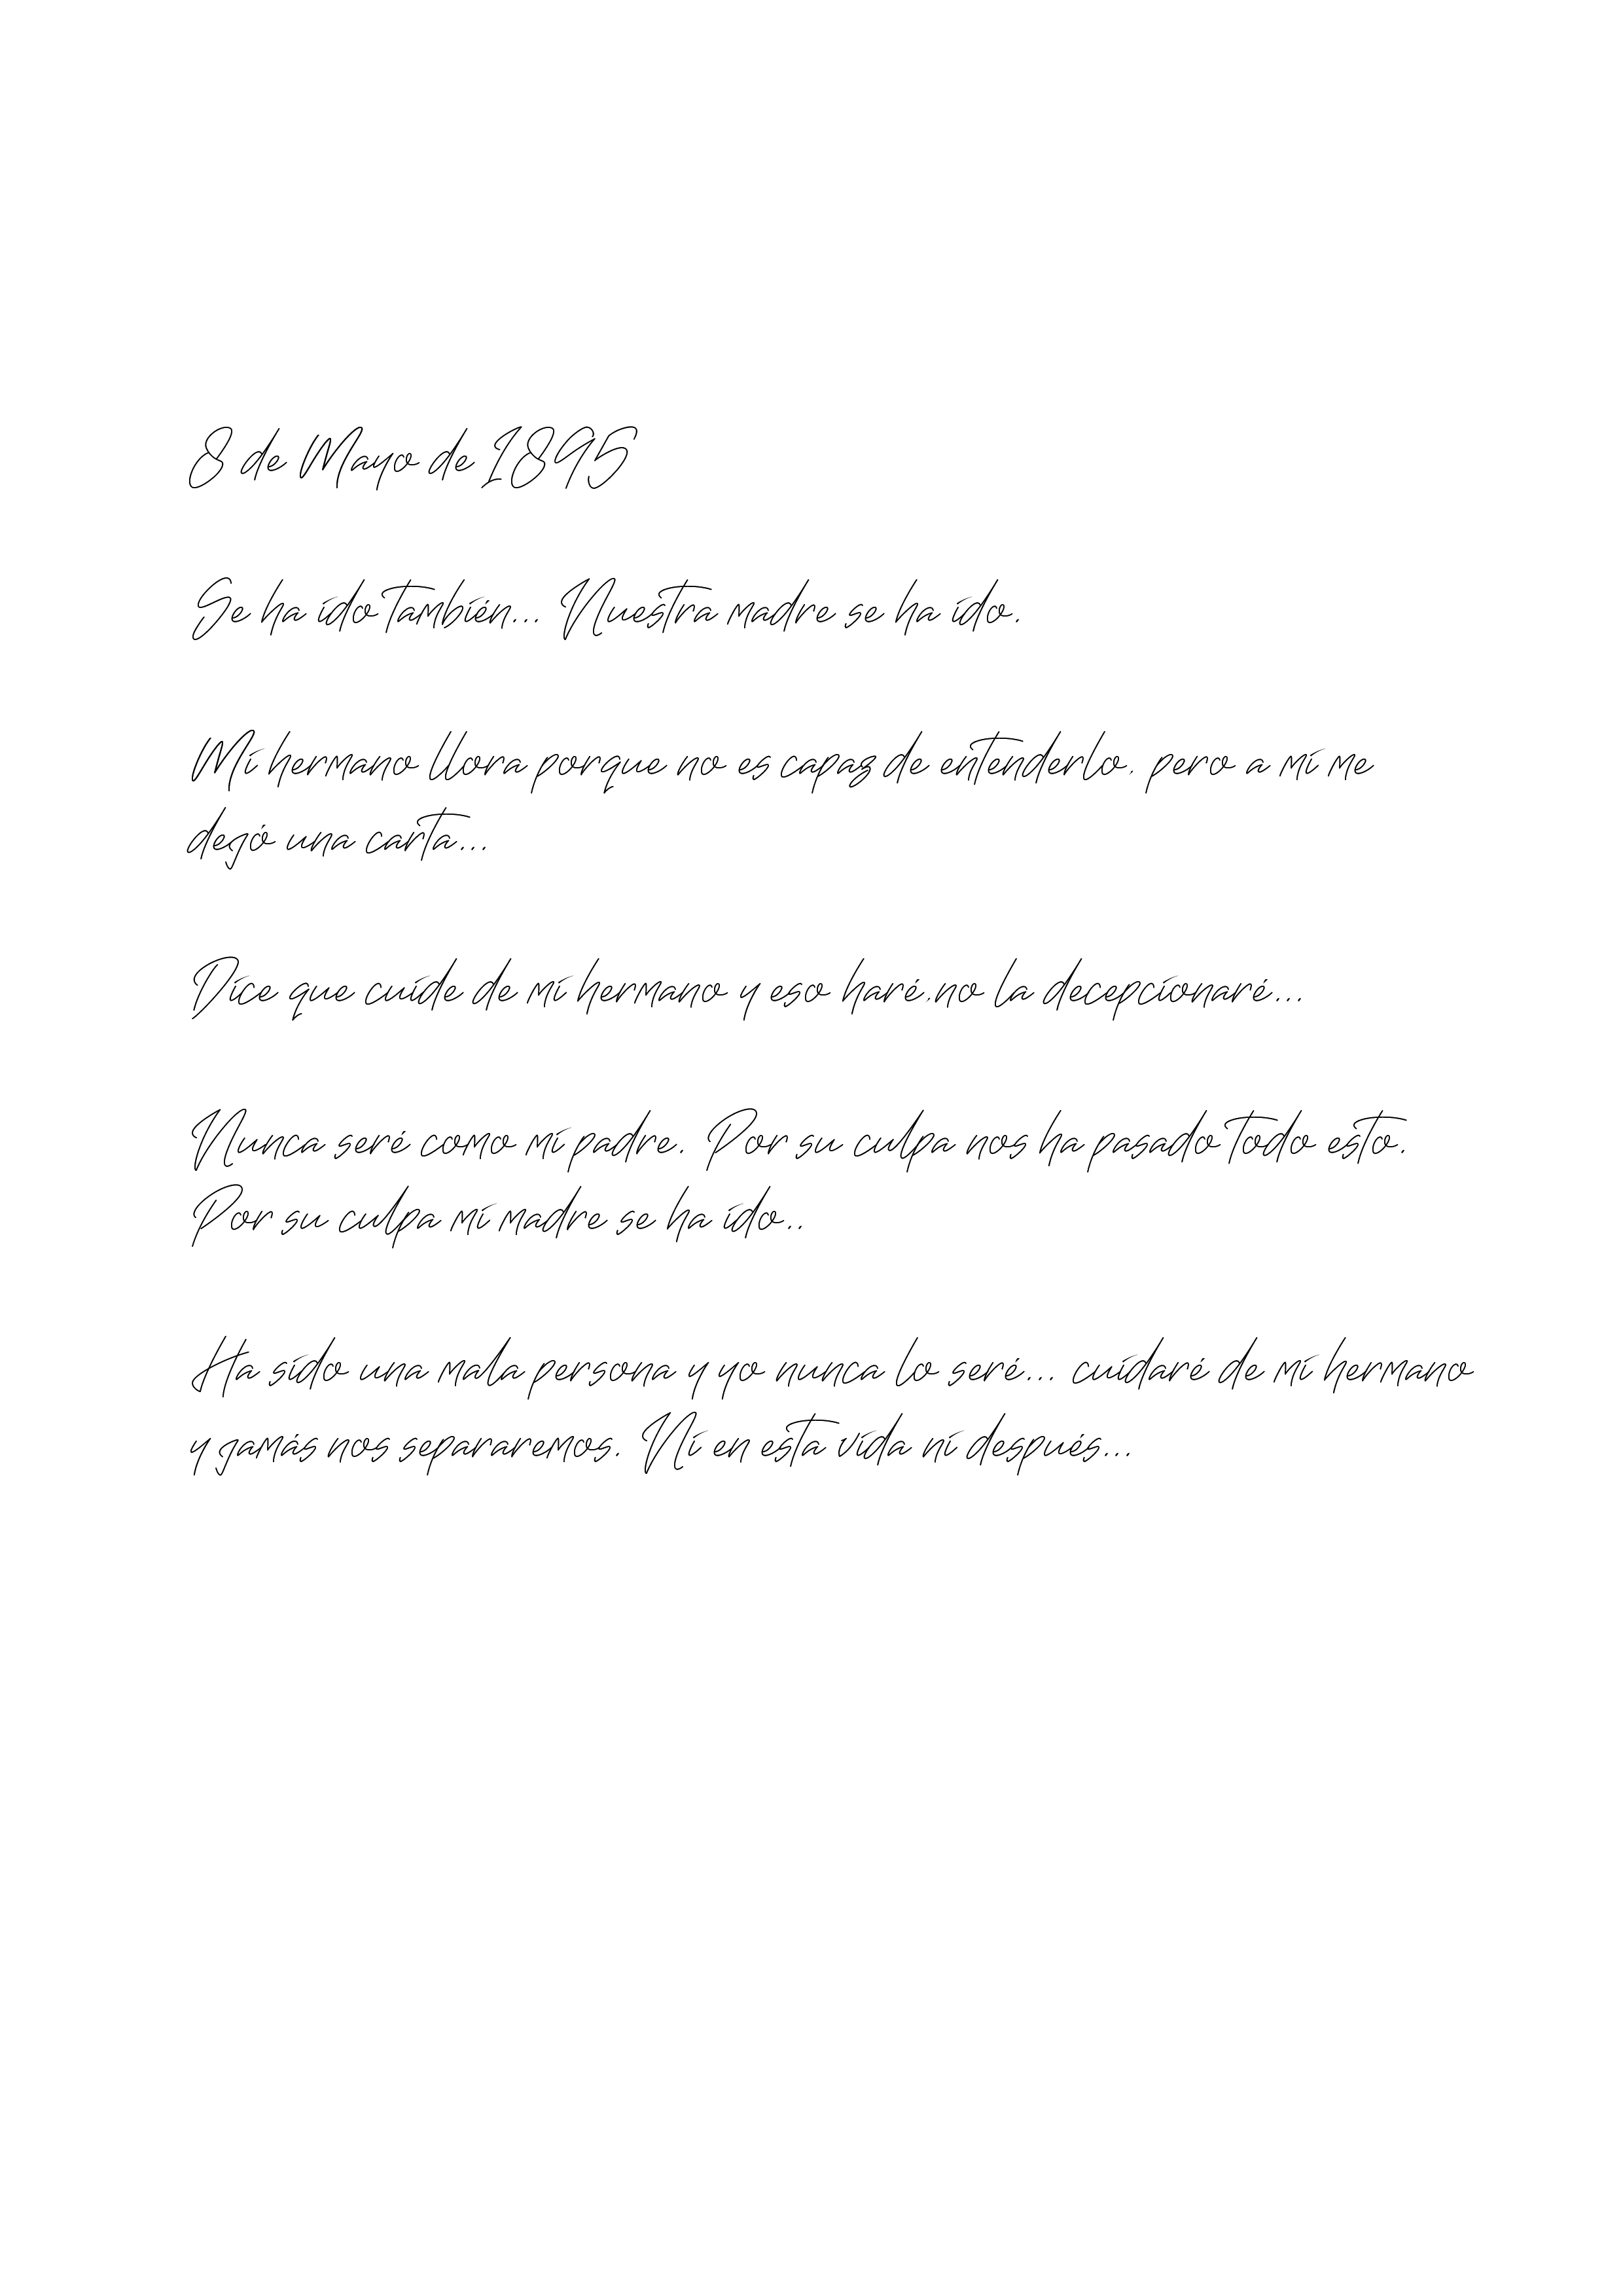 8 de Mayo de 1895
Se ha ido también... Nuestra madre se ha ido.
Mi hermano llora porque no es capaz de entenderlo, pero a mí me
dejó una carta...
Dice que cuide de mi hermano y eso haré,no la decepcionaré...
Nunca seré como mi padre. Por su culpa nos ha pasado todo esto.
Por su culpa mi madre se ha ido..
Ha sido una mala persona y yo nunca lo seré... cuidaré de mi hermano
y jamás nos separaremos. Ni en esta vida ni después...